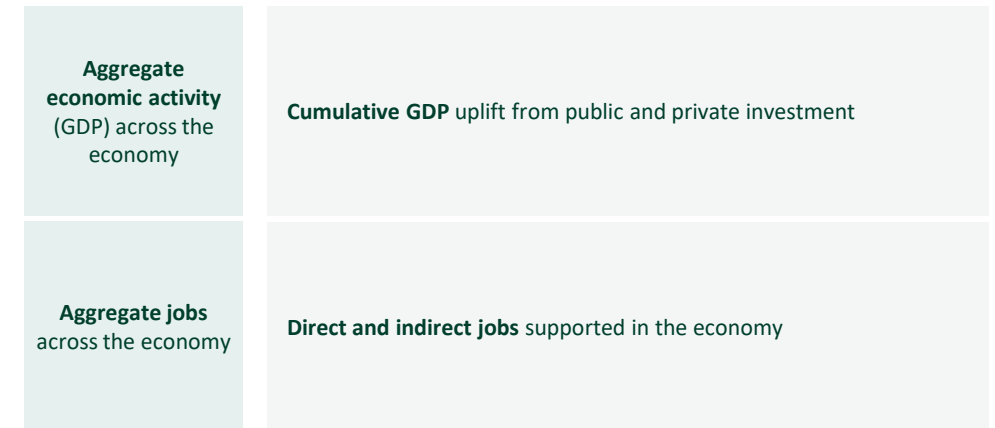 Aggregate
economic activity
(GDP) across the
economy
Cumulative GDP uplift from public and private investment
Aggregate jobs
across the economy
Direct and indirect jobs supported in the economy